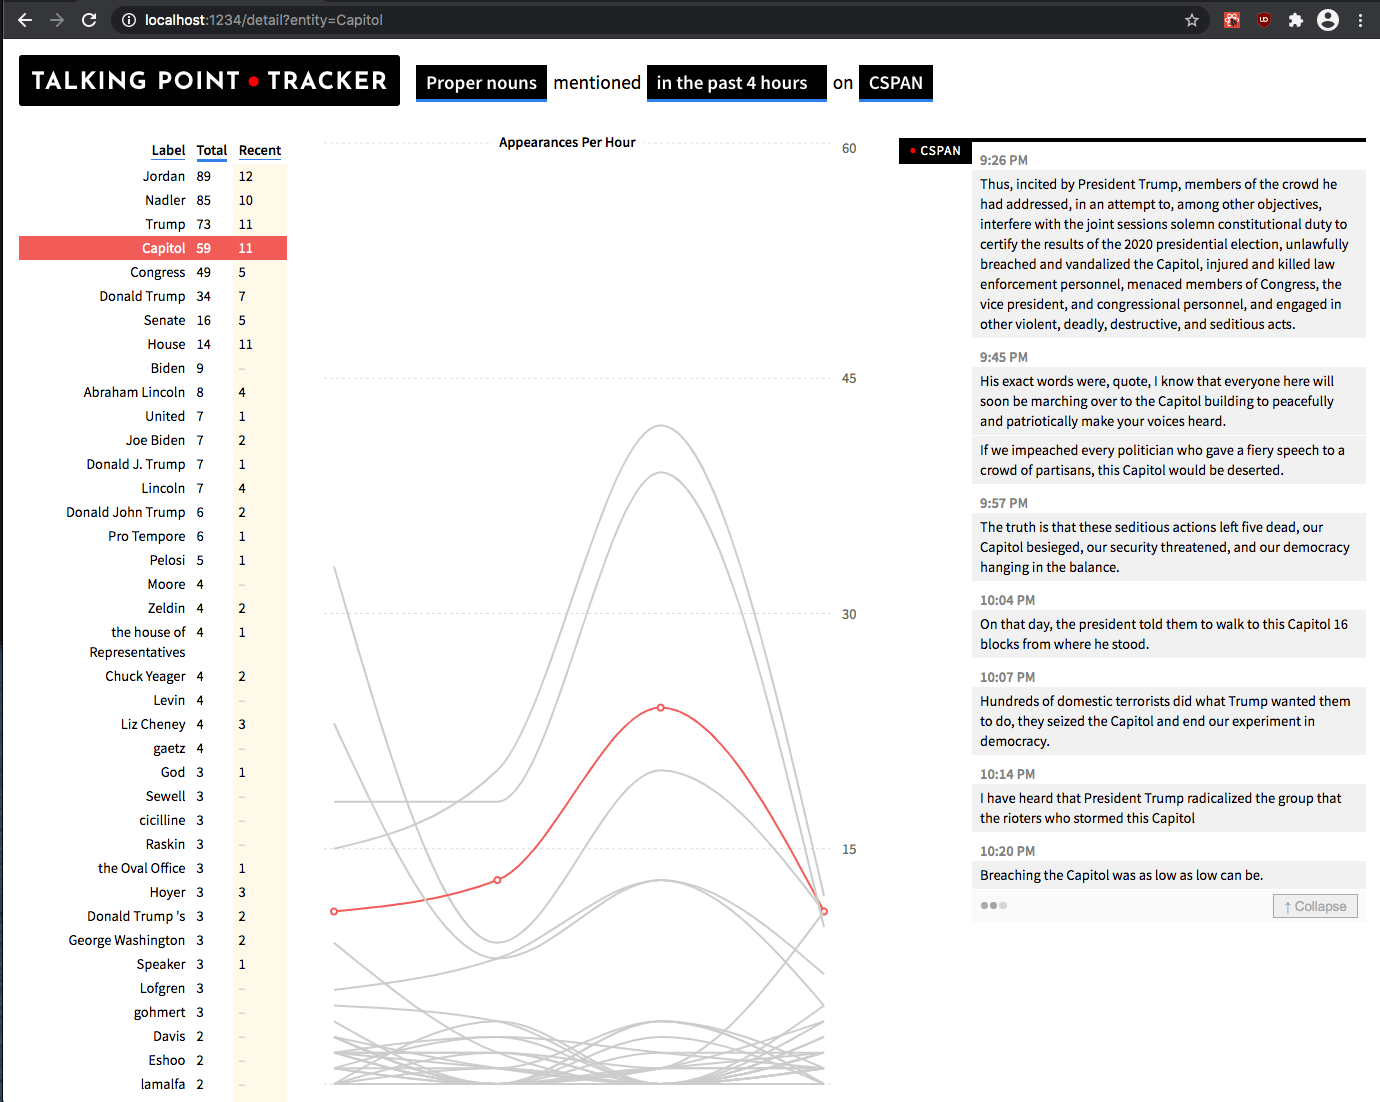 localhost:1234/detail?entity=Capitol
TALKING POINT • TRACKER
Proper nouns mentioned in the past 4 hours on CSPAN
Label Total Recent
Jordan 89 12
Nadler 85 10
Trump 73 11
Capitol 59 11
Congress 49 5
Donald Trump 34 7
Senate 16 5
House 14 11
Biden 9 –
Abraham Lincoln 8 4
United 7 1
Joe Biden 7 2
Donald J. Trump 7 1
Lincoln 7 4
Donald John Trump 6 2
Pro Tempore 6 1
Pelosi 5 1
Moore 4 –
Zeldin 4 2
the house of 4 1
Representatives
Chuck Yeager 4 2
Levin 4 –
Liz Cheney 4 3
gaetz 4 –
God 3 1
Sewell 3 –
cicilline 3 –
Raskin 3 –
the Oval Office 3 1
Hoyer 3 3
Donald Trump 's 3 2
George Washington 3 2
Speaker 3 1
Lofgren 3 –
gohmert 3 –
Davis 2 –
Eshoo 2 –
lamalfa 2 –
Appearances Per Hour
60
45
30
15
• CSPAN
9:26 PM
Thus, incited by President Trump, members of the crowd he
had addressed, in an attempt to, among other objectives,
interfere with the joint sessions solemn constitutional duty to
certify the results of the 2020 presidential election, unlawfully
breached and vandalized the Capitol, injured and killed law
enforcement personnel, menaced members of Congress, the
vice president, and congressional personnel, and engaged in
other violent, deadly, destructive, and seditious acts.
9:45 PM
His exact words were, quote, I know that everyone here will
soon be marching over to the Capitol building to peacefully
and patriotically make your voices heard.
If we impeached every politician who gave a fiery speech to a
crowd of partisans, this Capitol would be deserted.
9:57 PM
The truth is that these seditious actions left five dead, our
Capitol besieged, our security threatened, and our democracy
hanging in the balance.
10:04 PM
On that day, the president told them to walk to this Capitol 16
blocks from where he stood.
10:07 PM
Hundreds of domestic terrorists did what Trump wanted them
to do, they seized the Capitol and end our experiment in
democracy.
10:14 PM
I have heard that President Trump radicalized the group that
the rioters who stormed this Capitol
10:20 PM
Breaching the Capitol was as low as low can be.
↑ Collapse